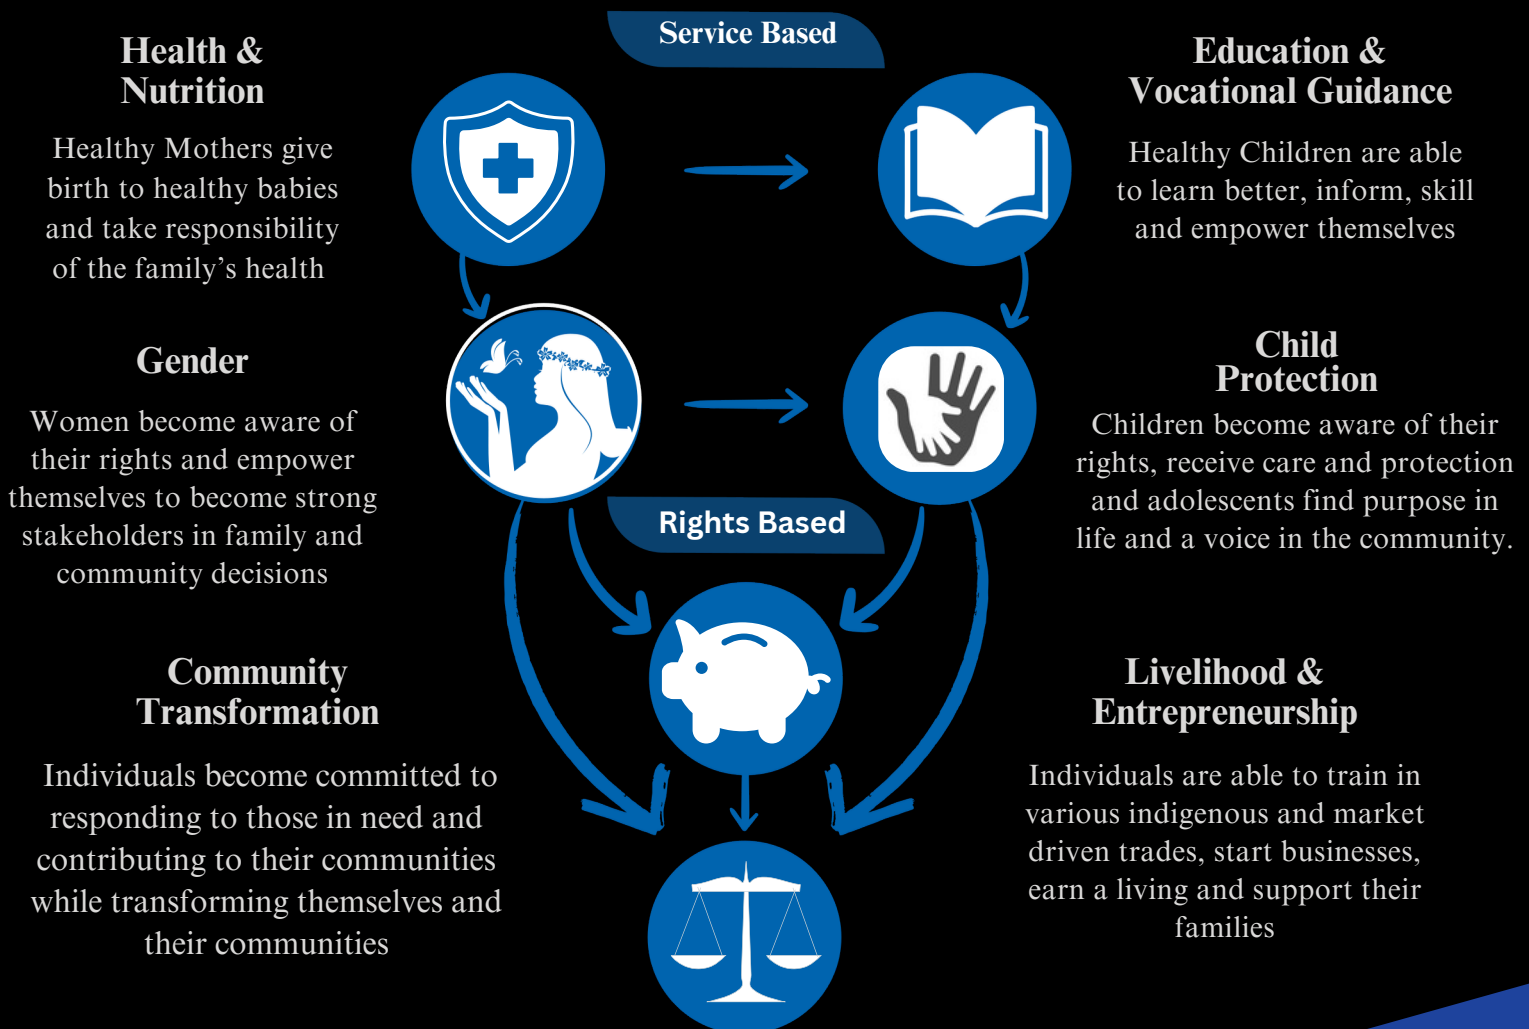 Service Based
Health &
Nutrition
Healthy Mothers give
birth to healthy babies
and take responsibility
of the family’s health
Education &
Vocational Guidance
Healthy Children are able
to learn better, inform, skill
and empower themselves
Gender
Women become aware of
their rights and empower
themselves to become strong
stakeholders in family and
community decisions
Child
Protection
Children become aware of their
rights, receive care and protection
and adolescents find purpose in
life and a voice in the community.
Rights Based
Community
Transformation
Individuals become committed to
responding to those in need and
contributing to their communities
while transforming themselves and
their communities
Livelihood &
Entrepreneurship
Individuals are able to train in
various indigenous and market
driven trades, start businesses,
earn a living and support their
families